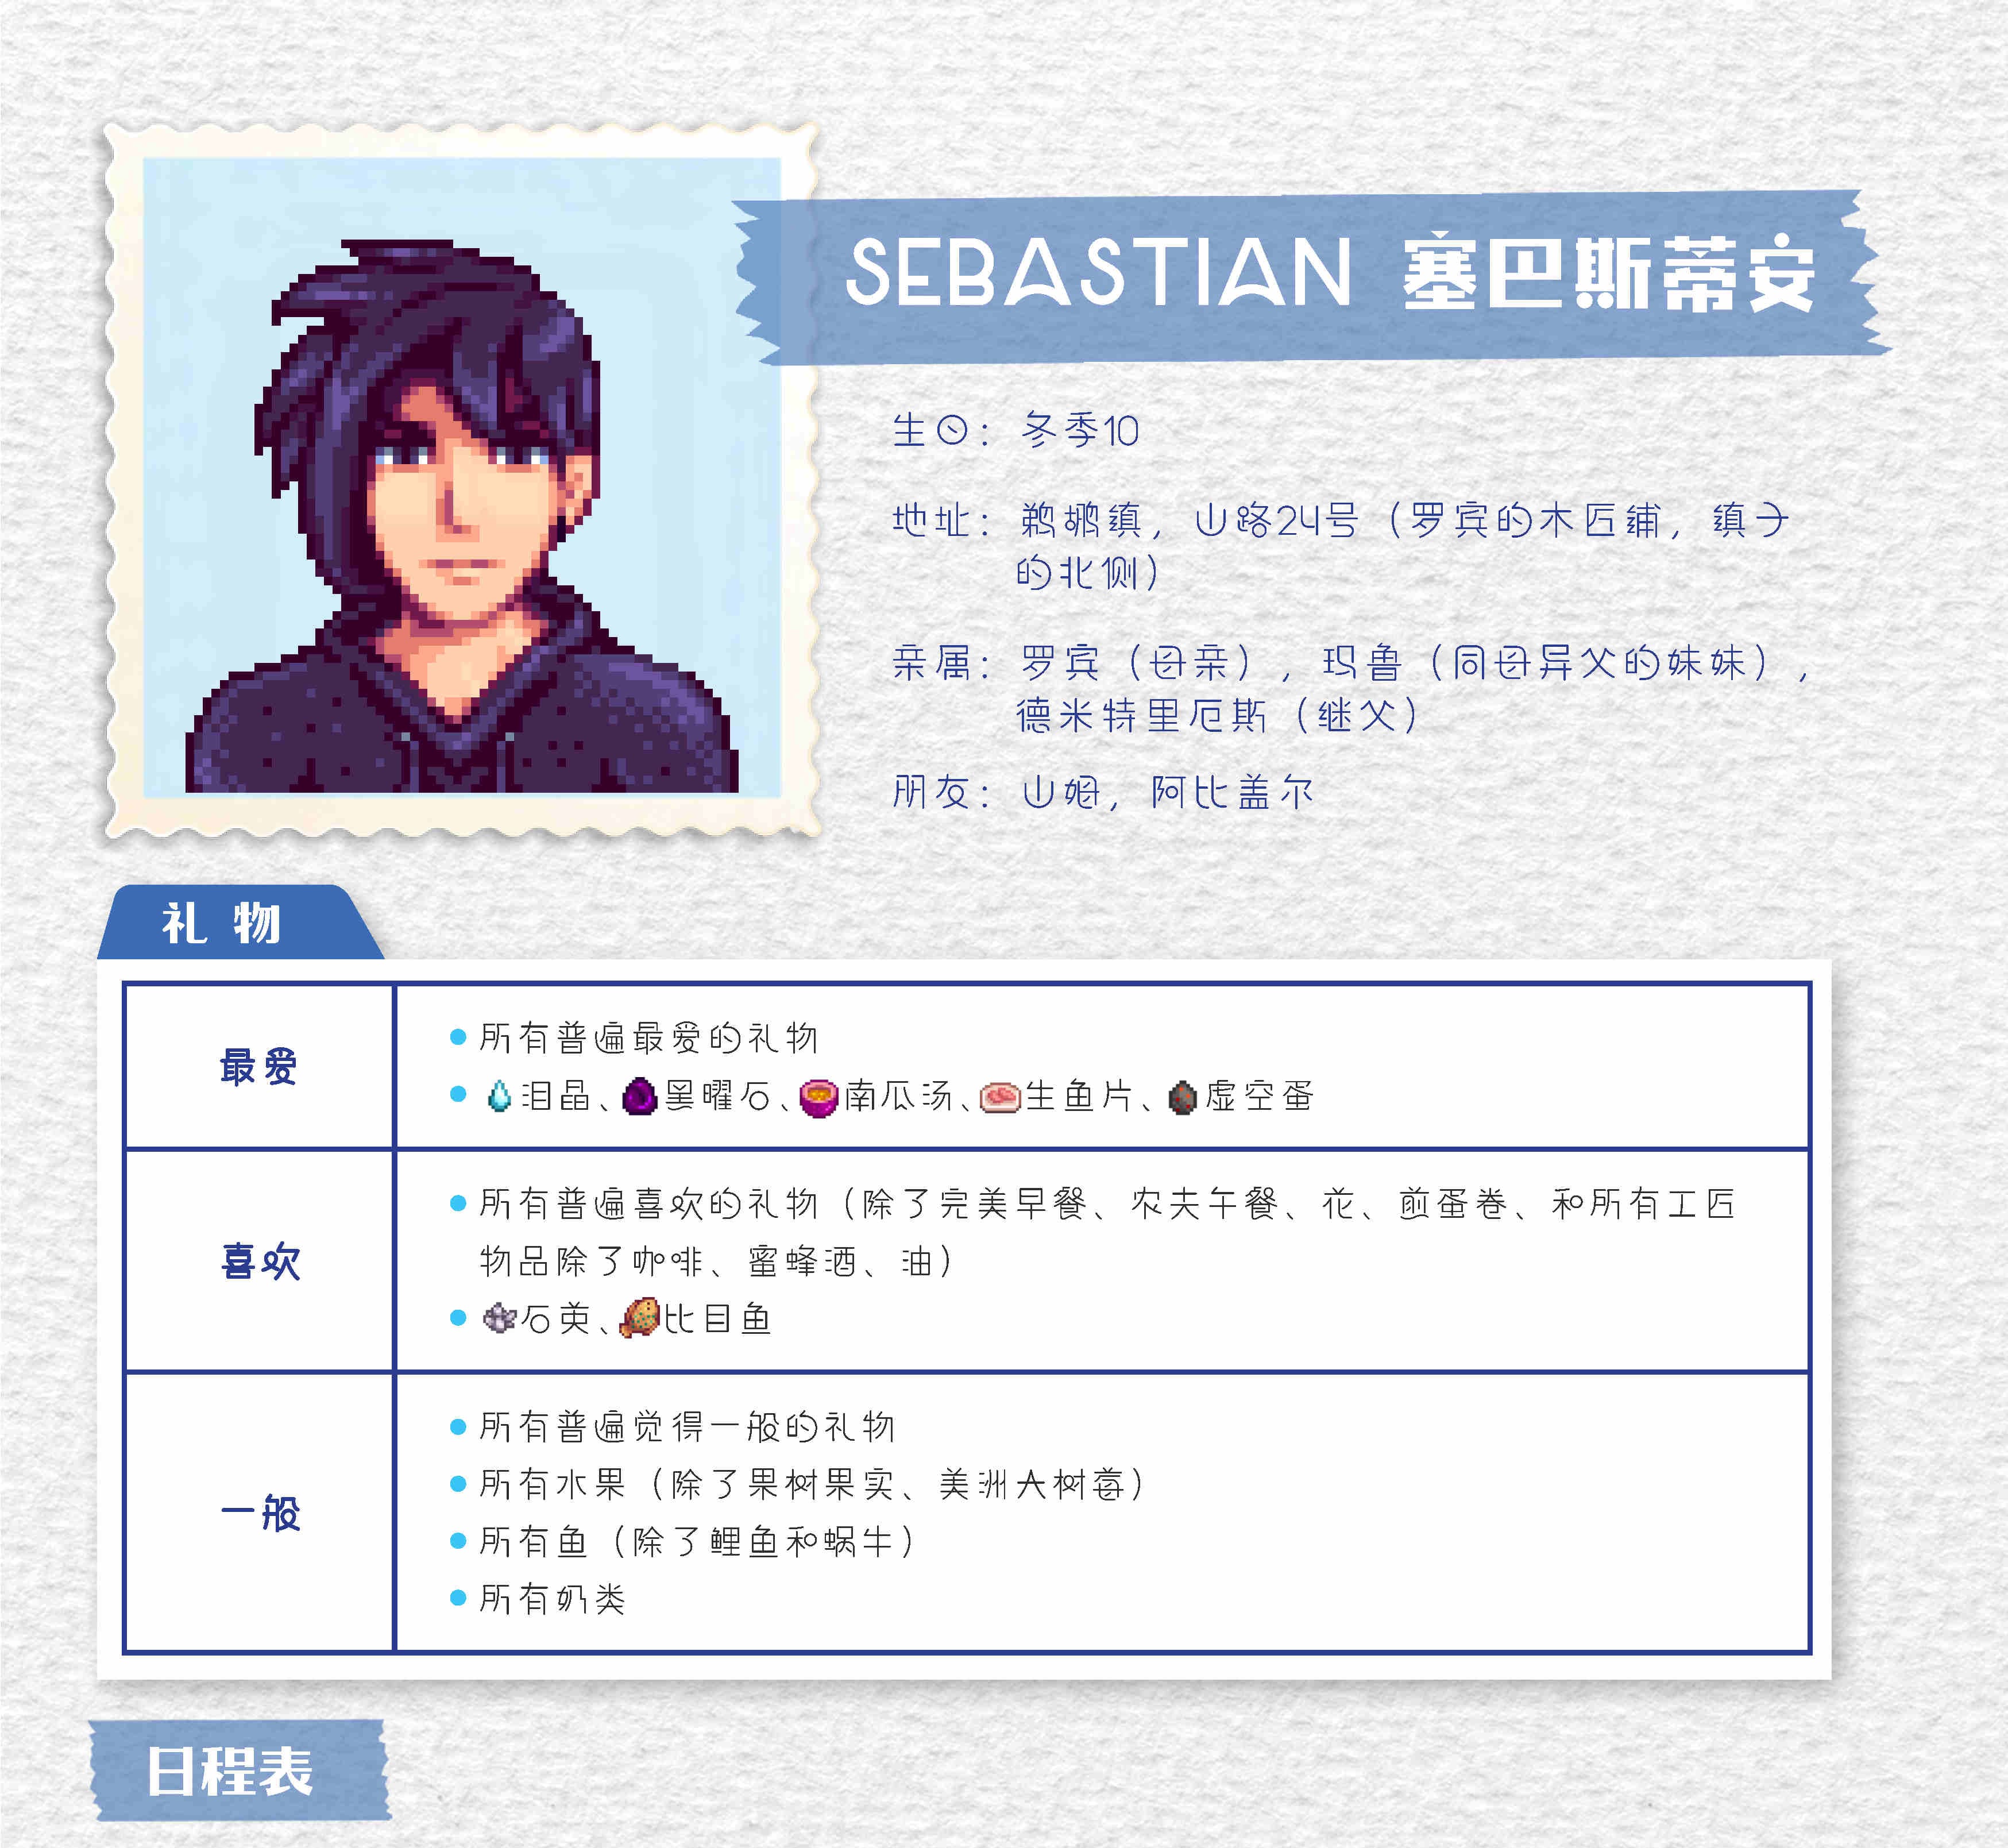 SEBASTIAN 塞巴斯蒂安
生日：冬季10
地址：鹈鹕镇，山路24号（罗宾的木匠铺，镇子
的北侧）
亲属：罗宾（母亲），玛鲁（同母异父的妹妹），
德米特里厄斯（继父）
朋友：山姆，阿比盖尔
礼物
最爱
所有普遍最爱的礼物
泪晶、黑曜石、南瓜汤、生鱼片、虚空蛋
喜欢
所有普遍喜欢的礼物（除了完美早餐、农夫午餐、花、煎蛋卷、和所有工匠
物品除了咖啡、蜜蜂酒、油）
石英、比目鱼
一般
所有普遍觉得一般的礼物
所有水果（除了果树果实、美洲大树莓）
所有鱼（除了鲤鱼和蜗牛）
所有奶类
日程表